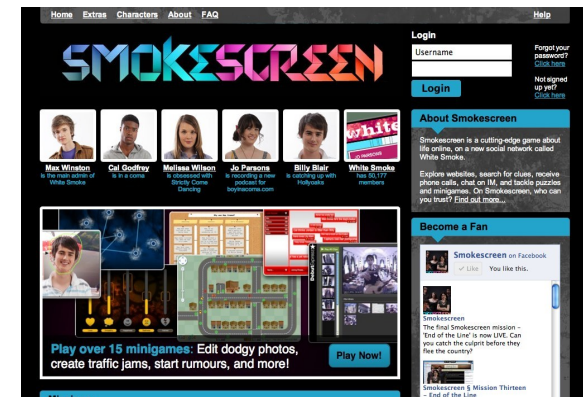 Home Extras Characters About FAQ Help
SMOKESCREEN
Login
Username
Login
Forgot your
password?
Click here
Not signed
up yet?
Click here
Max Winston
is the main admin of
White Smoke
Cal Godfrey
is in a coma
Melissa Wilson
is obsessed with
Strictly Come
Dancing
Jo Parsons
is recording a new
podcast for
boyinacoma.com
Billy Blair
is catching up with
Hollyoaks
white
JO PARSONS
White Smoke
has 50,177
members
About Smokescreen
Smokescreen is a cutting-edge game about
life online, on a new social network called
White Smoke.
Explore websites, search for clues, receive
phone calls, chat on IM, and tackle puzzles
and minigames. On Smokescreen, who can
you trust? Find out more...
Play over 15 minigames: Edit dodgy photos,
create traffic jams, start rumours, and more!
Play Now!
Become a Fan
Smokescreen on Facebook
Like You like this.
Smokescreen
The final Smokescreen mission –
'End of the Line' is now LIVE. Can
you catch the culprit before they
flee the country?
Smokescreen § Mission Thirteen
– End of the Line